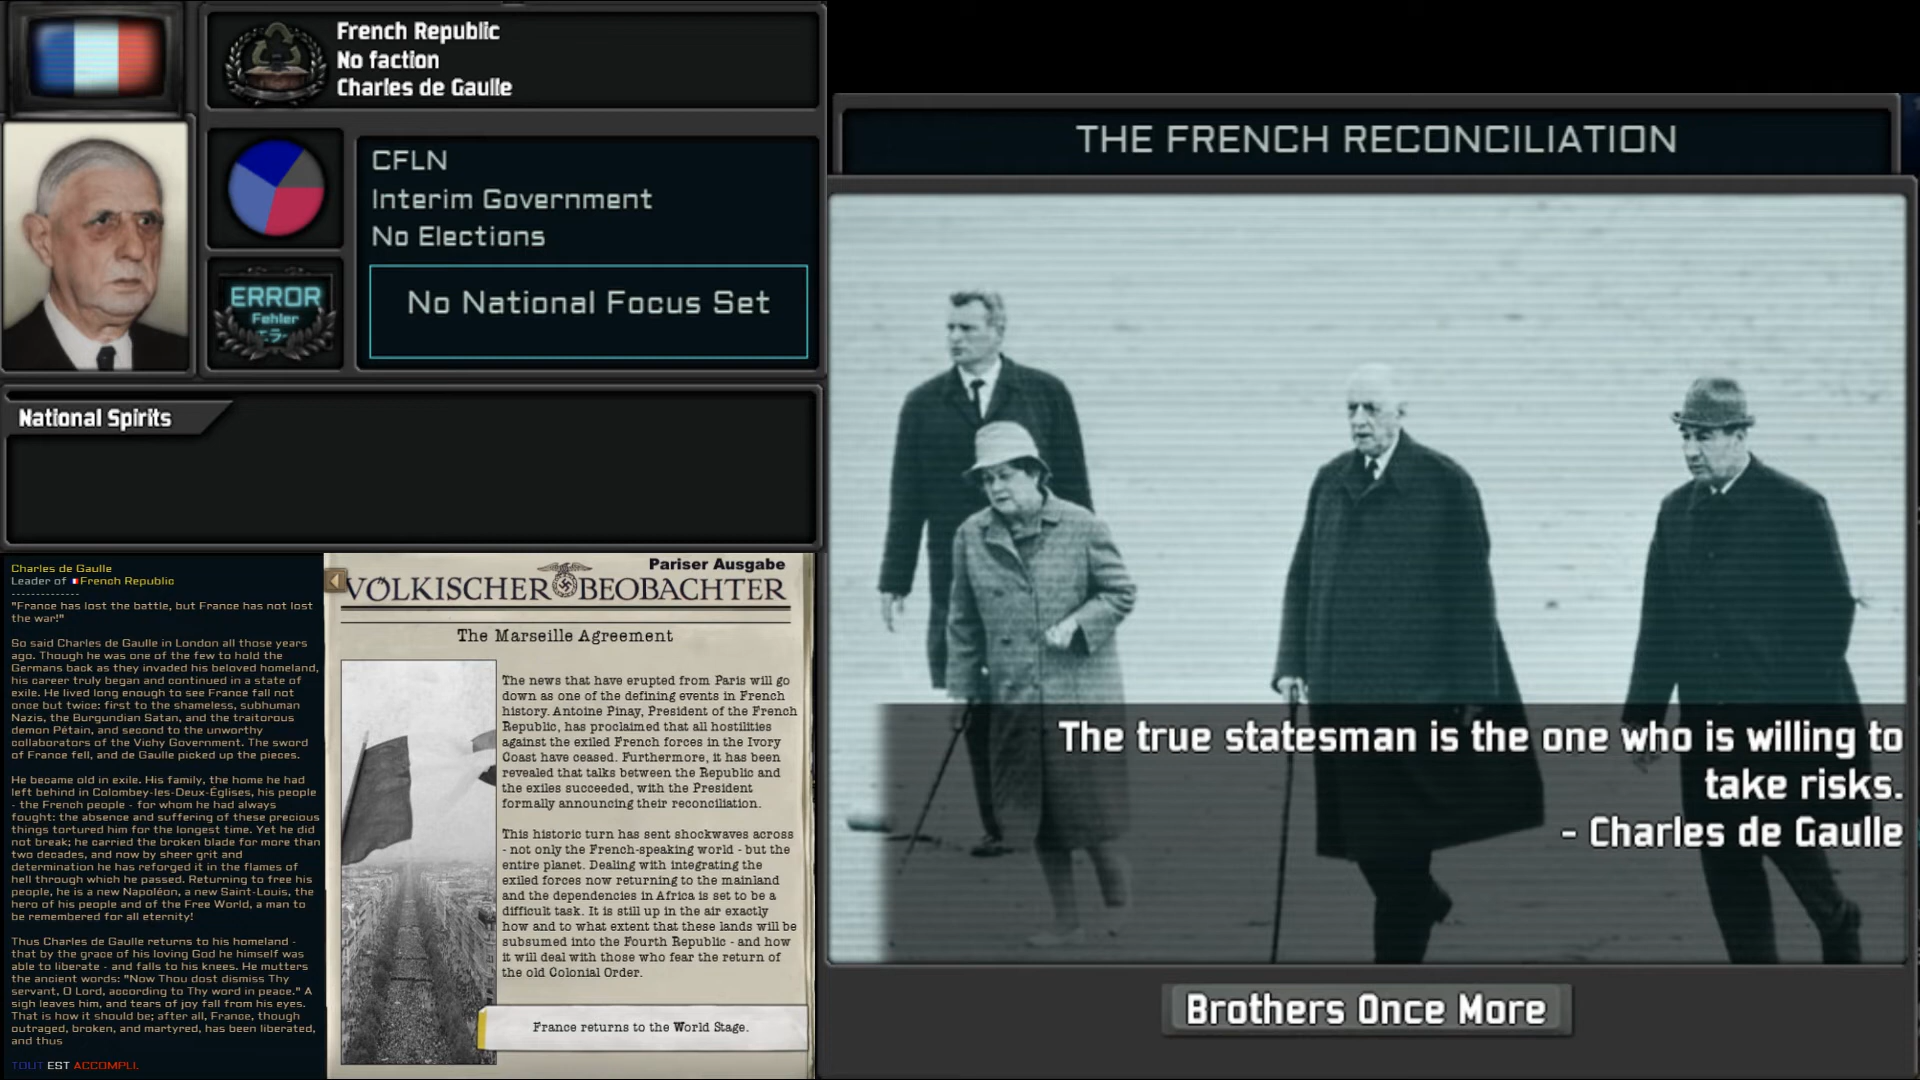 French Republic
No faction
Charles de Gaulle
CFLN
Interim Government
No Elections
ERROR
Fehler
エラー
No National Focus Set
National Spirits
Charles de Gaulle
Leader of French Republic
--------------
"France has lost the battle, but France has not lost
the war!"
So said Charles de Gaulle in London all those years
ago. Though he was one of the few to hold the
Germans back as they invaded his beloved homeland,
his career truly began and continued in a state of
exile. He lived long enough to see France fall not
once but twice: first to the shameless, subhuman
Nazis, the Burgundian Satan, and the traitorous
demon Pétain, and second to the unworthy
collaborators of the Vichy Government. The sword
of France fell, and de Gaulle picked up the pieces.
He became old in exile. His family, the home he had
left behind in Colombey-les-Deux-Églises, his people
- the French people - for whom he had always
fought: the absence and suffering of these precious
things tortured him for the longest time. Yet he did
not break; he carried the broken blade for more than
two decades, and now by sheer grit and
determination he has reforged it in the flames of
hell through which he passed. Returning to free his
people, he is a new Napoléon, a new Saint-Louis, the
hero of his people and of the Free World, a man to
be remembered for all eternity!
Thus Charles de Gaulle returns to his homeland -
that by the grace of his loving God he himself was
able to liberate - and falls to his knees. He mutters
the ancient words: "Now Thou dost dismiss Thy
servant, O Lord, according to Thy word in peace." A
sigh leaves him, and tears of joy fall from his eyes.
That is how it should be; after all, France, though
outraged, broken, and martyred, has been liberated,
and thus
TOUT EST ACCOMPLI.
Pariser Ausgabe
VÖLKISCHER BEOBACHTER
The Marseille Agreement
The news that have erupted from Paris will go
down as one of the defining events in French
history. Antoine Pinay, President of the French
Republic, has proclaimed that all hostilities
against the exiled French forces in the Ivory
Coast have ceased. Furthermore, it has been
revealed that talks between the Republic and
the exiles succeeded, with the President
formally announcing their reconciliation.
This historic turn has sent shockwaves across
- not only the French-speaking world - but the
entire planet. Dealing with integrating the
exiled forces now returning to the mainland
and the dependencies in Africa is set to be a
difficult task. It is still up in the air exactly
how and to what extent that these lands will be
subsumed into the Fourth Republic - and how
it will deal with those who fear the return of
the old Colonial Order.
France returns to the World Stage.
THE FRENCH RECONCILIATION
The true statesman is the one who is willing to
take risks.
- Charles de Gaulle
Brothers Once More